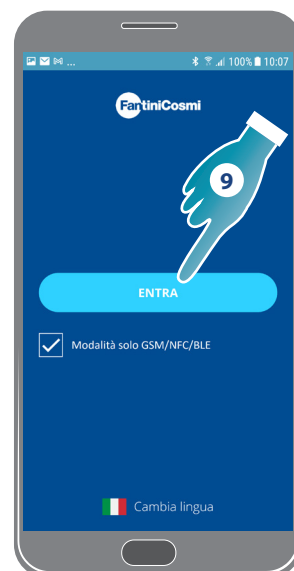 ... 100% 10:07
FantiniCosmi
9
ENTRA
Modalità solo GSM/NFC/BLE
Cambia lingua